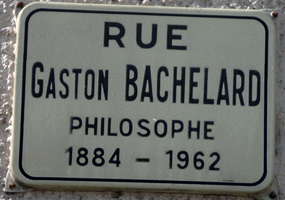 RUE
GASTON BACHELARD
PHILOSOPHE
1884 - 1962